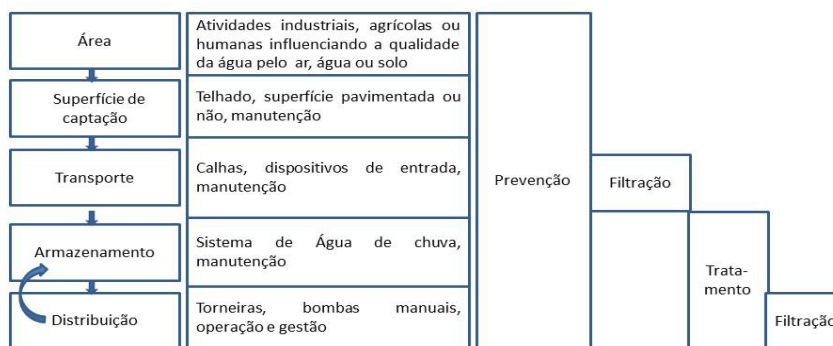 Área
Atividades industriais, agrícolas ou
humanas influenciando a qualidade
da água pelo ar, água ou solo
Superfície de
captação
Telhado, superfície pavimentada ou
não, manutenção
Transporte
Calhas, dispositivos de entrada,
manutenção
Prevenção
Filtração
Armazenamento
Sistema de Água de chuva,
manutenção
Trata-
mento
Distribuição
Torneiras, bombas manuais,
operação e gestão
Filtração